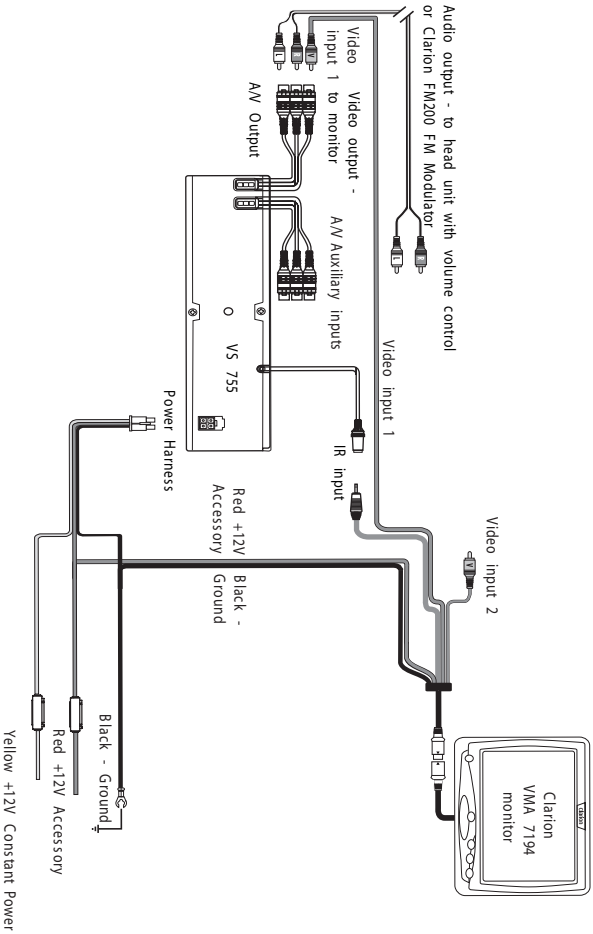 Audio output - to head unit with volume control
or Clarion FM200 FM Modulator
L
R
V
L
R
Video
Video output -
input 1 to monitor
A/V Output
A/V Auxiliary inputs
Video input 1
IR input
VS 755
Power Harness
Video input 2
V
Red +12V
Accessory
Black -
Ground
clarion
Clarion
VMA 7194
monitor
Black - Ground
Red +12V Accessory
Yellow +12V Constant Power